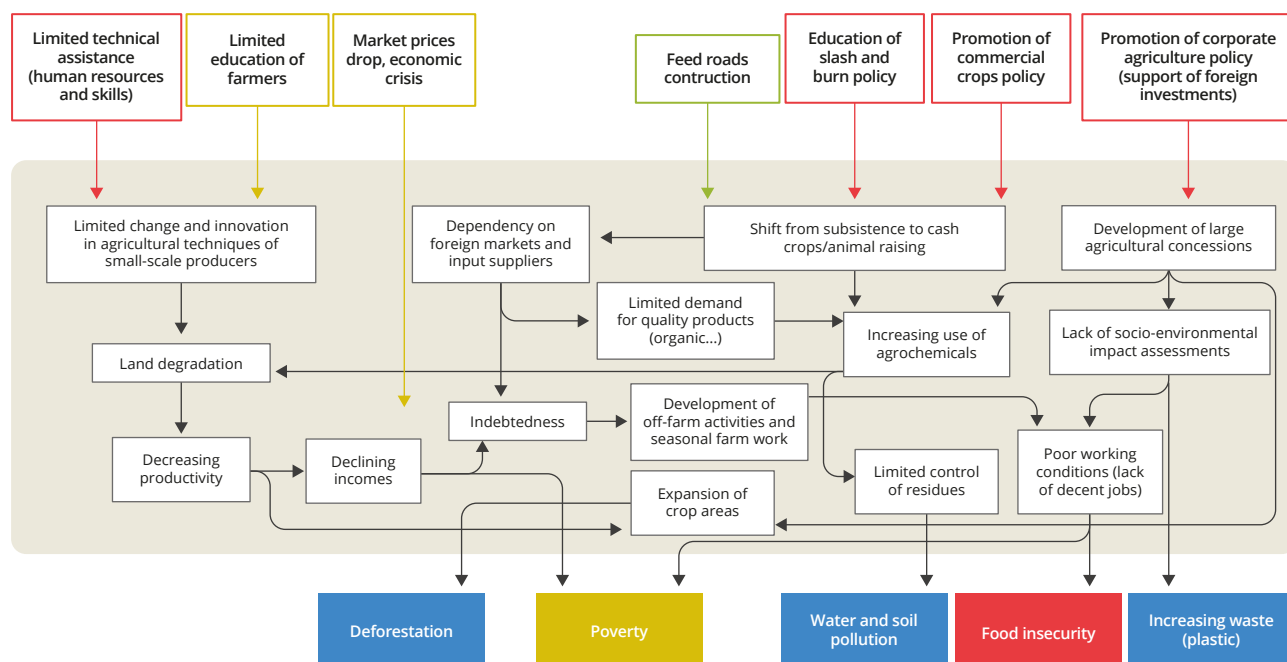 Limited technical
assistance
(human resources
and skills)
Limited
education of
farmers
Market prices
drop, economic
crisis
Feed roads
contruction
Education of
slash and
burn policy
Promotion of
commercial
crops policy
Promotion of corporate
agriculture policy
(support of foreign
investments)
Limited change and innovation
in agricultural techniques of
small-scale producers
Dependency on
foreign markets and
input suppliers
Shift from subsistence to cash
crops/animal raising
Development of large
agricultural concessions
Limited demand
for quality products
(organic...)
Increasing use of
agrochemicals
Lack of socio-environmental
impact assessments
Land degradation
Indebtedness
Development of
off-farm activities and
seasonal farm work
Decreasing
productivity
Declining
incomes
Expansion of
crop areas
Limited control
of residues
Poor working
conditions (lack
of decent jobs)
Deforestation
Poverty
Water and soil
pollution
Food insecurity
Increasing waste
(plastic)